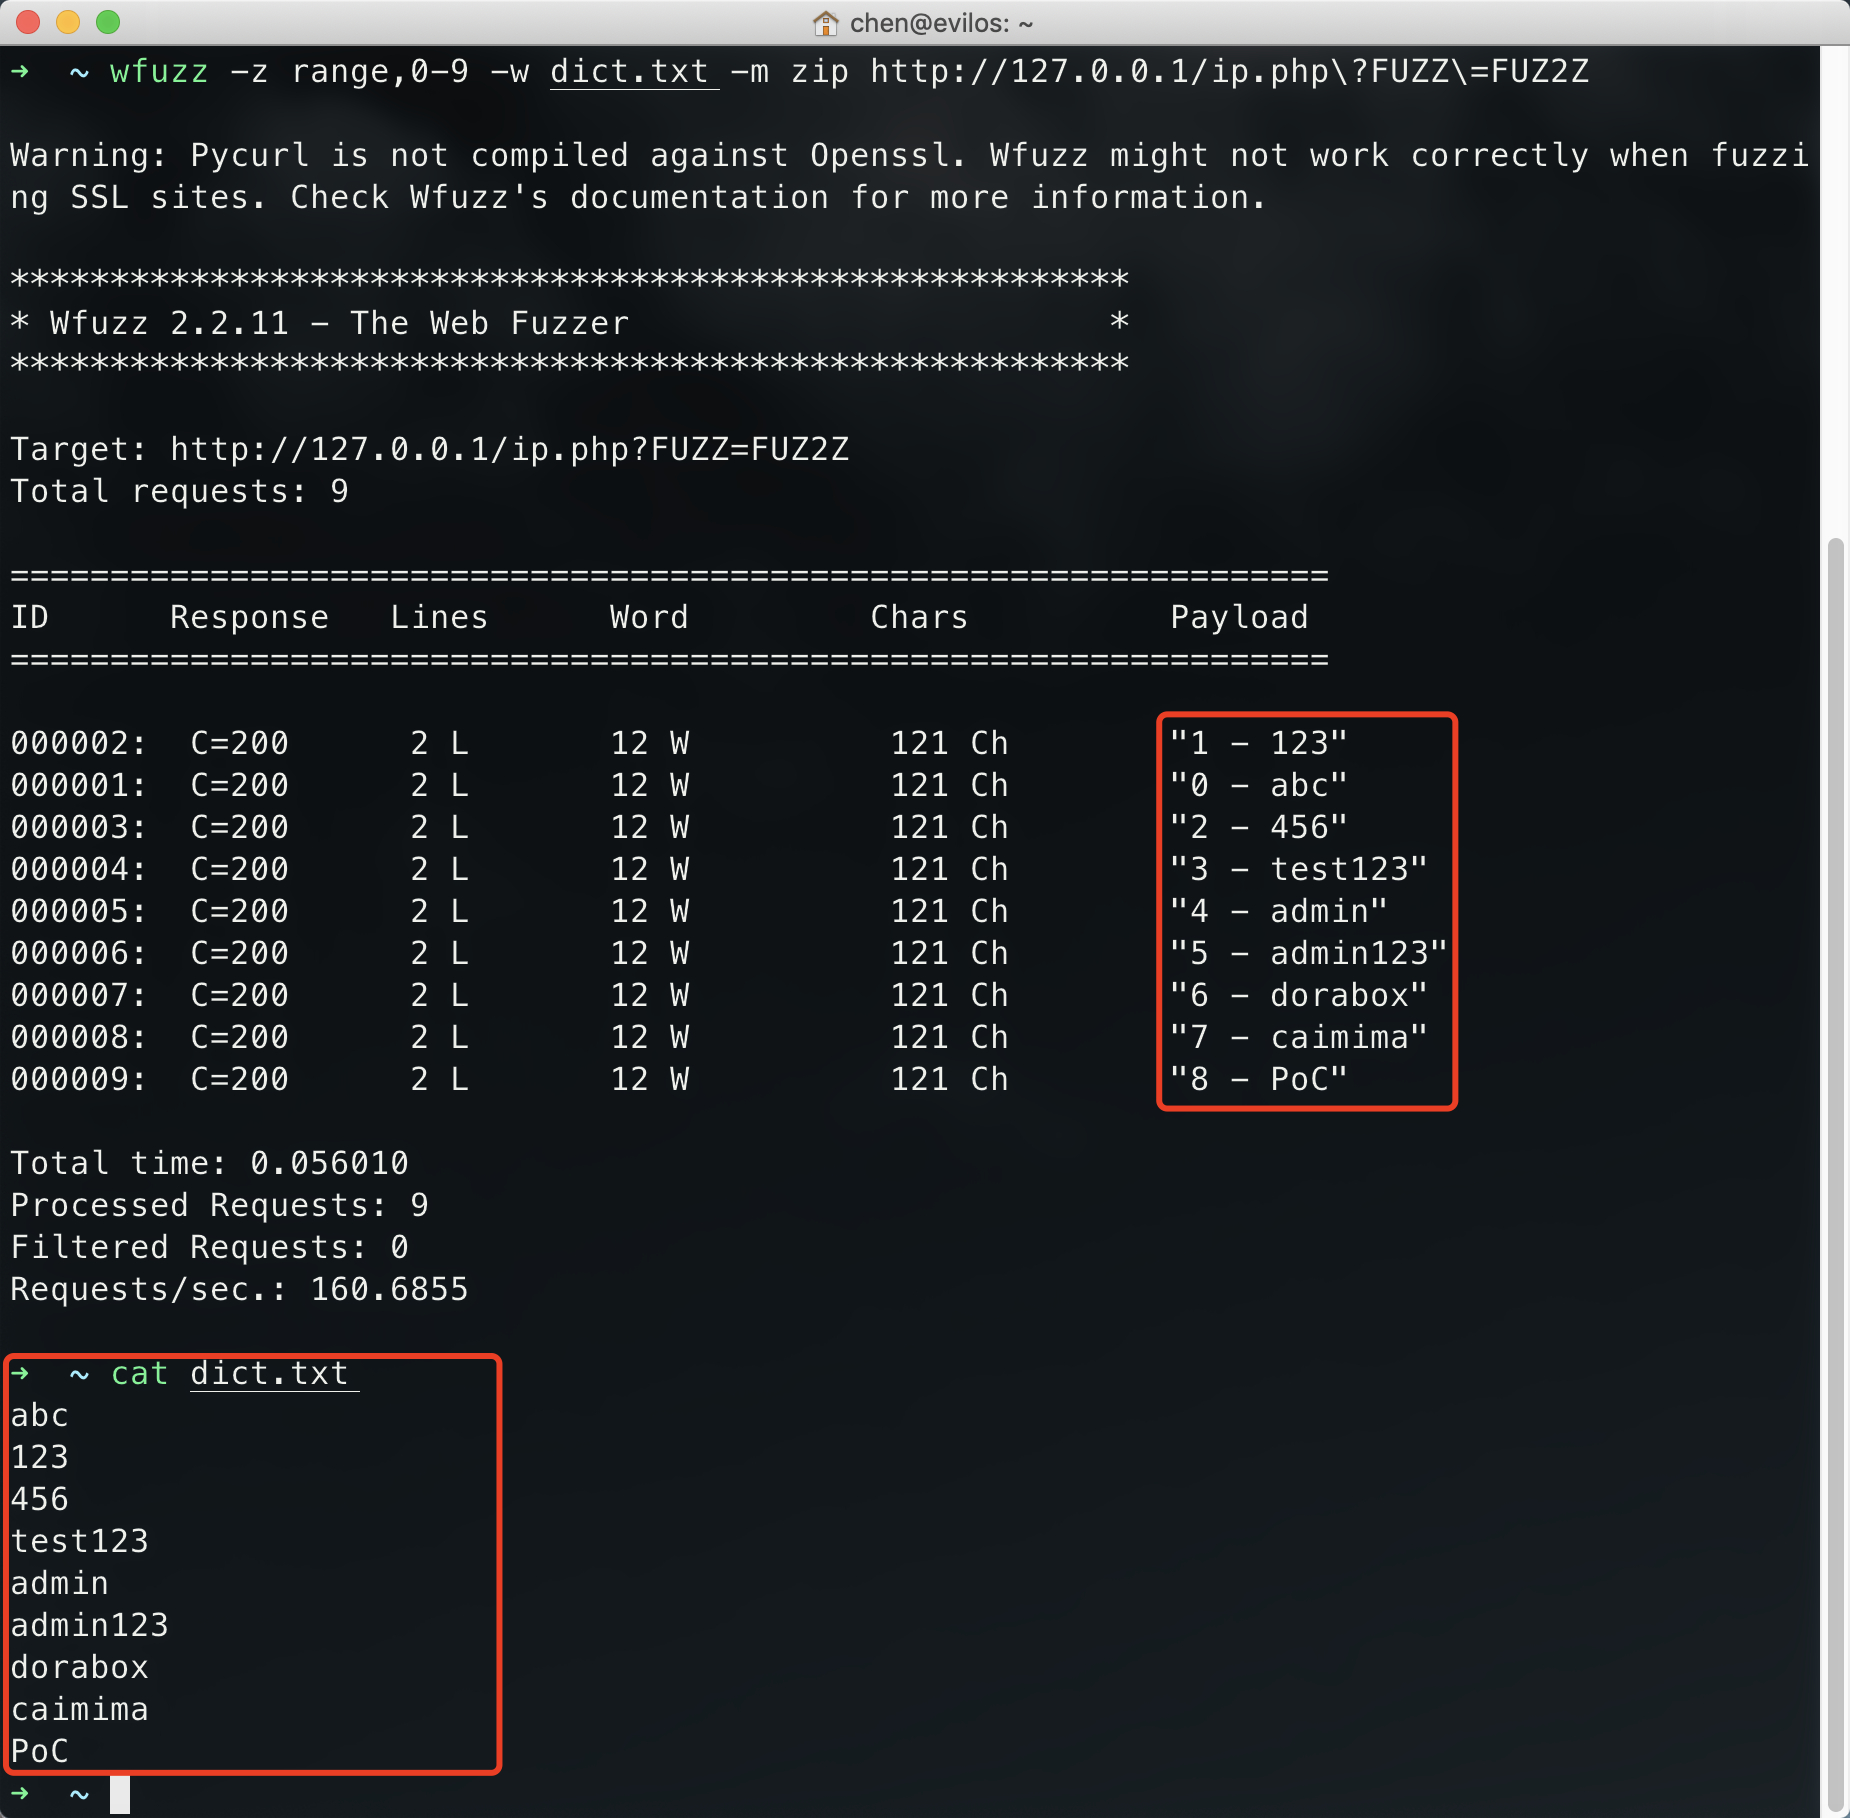 chen@evilos: ~
➜  ~ wfuzz -z range,0-9 -w dict.txt -m zip http://127.0.0.1/ip.php\?FUZZ\=FUZ2Z
Warning: Pycurl is not compiled against Openssl. Wfuzz might not work correctly when fuzzi
ng SSL sites. Check Wfuzz's documentation for more information.
********************************************************
* Wfuzz 2.2.11 - The Web Fuzzer                        *
********************************************************
Target: http://127.0.0.1/ip.php?FUZZ=FUZ2Z
Total requests: 9
==================================================================
ID      Response   Lines      Word         Chars          Payload
==================================================================
000002:  C=200      2 L       12 W          121 Ch        "1 - 123"
000001:  C=200      2 L       12 W          121 Ch        "0 - abc"
000003:  C=200      2 L       12 W          121 Ch        "2 - 456"
000004:  C=200      2 L       12 W          121 Ch        "3 - test123"
000005:  C=200      2 L       12 W          121 Ch        "4 - admin"
000006:  C=200      2 L       12 W          121 Ch        "5 - admin123"
000007:  C=200      2 L       12 W          121 Ch        "6 - dorabox"
000008:  C=200      2 L       12 W          121 Ch        "7 - caimima"
000009:  C=200      2 L       12 W          121 Ch        "8 - PoC"
Total time: 0.056010
Processed Requests: 9
Filtered Requests: 0
Requests/sec.: 160.6855
➜  ~ cat dict.txt
abc
123
456
test123
admin
admin123
dorabox
caimima
PoC
➜  ~